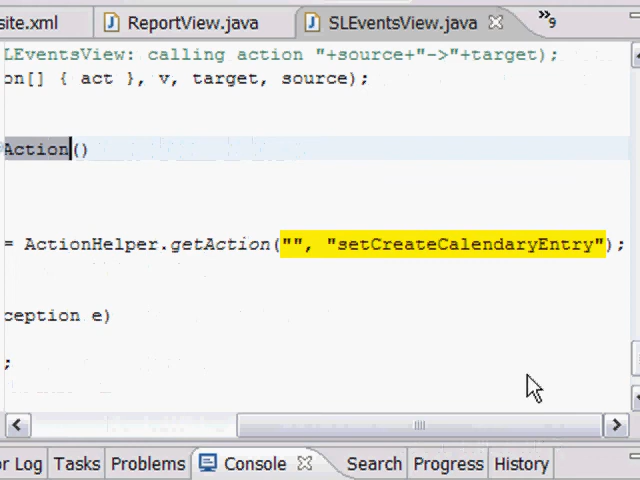 site.xml ReportView.java SLEventsView.java »9
LEventsView: calling action "+source+"->"+target);
on[] { act }, v, target, source);
Action()
= ActionHelper.getAction("", "setCreateCalendaryEntry");
ception e)
;
or Log Tasks Problems Console Search Progress History